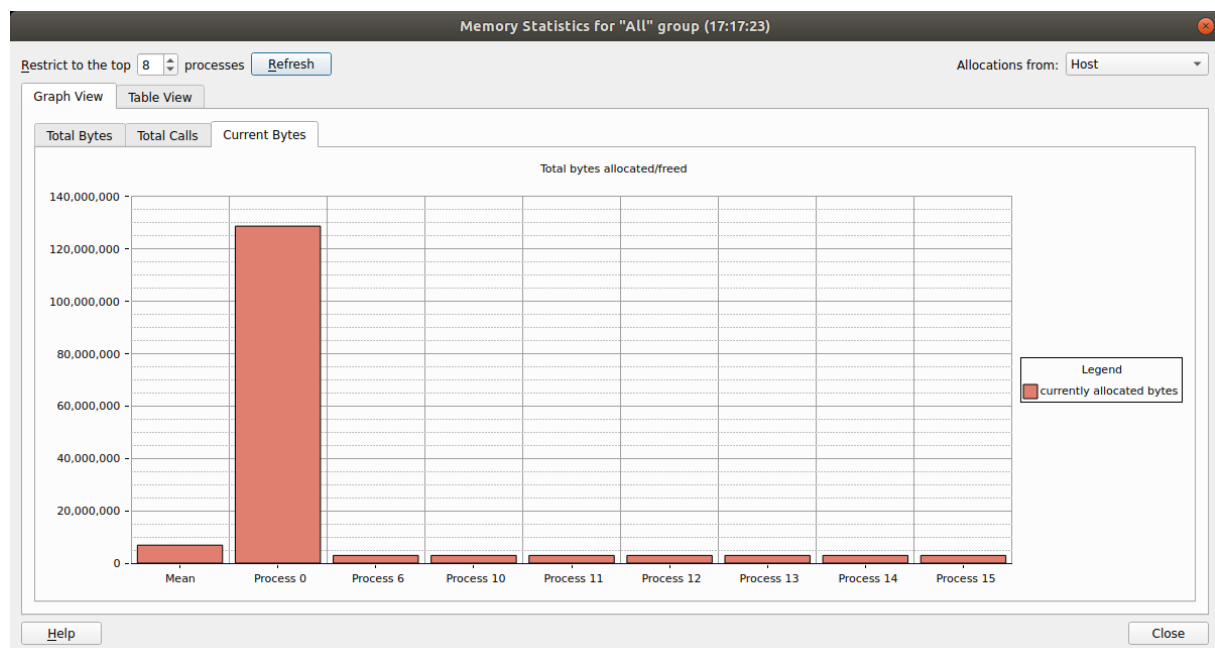 Memory Statistics for "All" group (17:17:23)
Restrict to the top 8 processes Refresh Allocations from: Host
Graph View Table View
Total Bytes Total Calls Current Bytes
Total bytes allocated/freed
140,000,000
120,000,000
100,000,000
80,000,000
60,000,000
40,000,000
20,000,000
0
Mean Process 0 Process 6 Process 10 Process 11 Process 12 Process 13 Process 14 Process 15
Legend
currently allocated bytes
Help Close